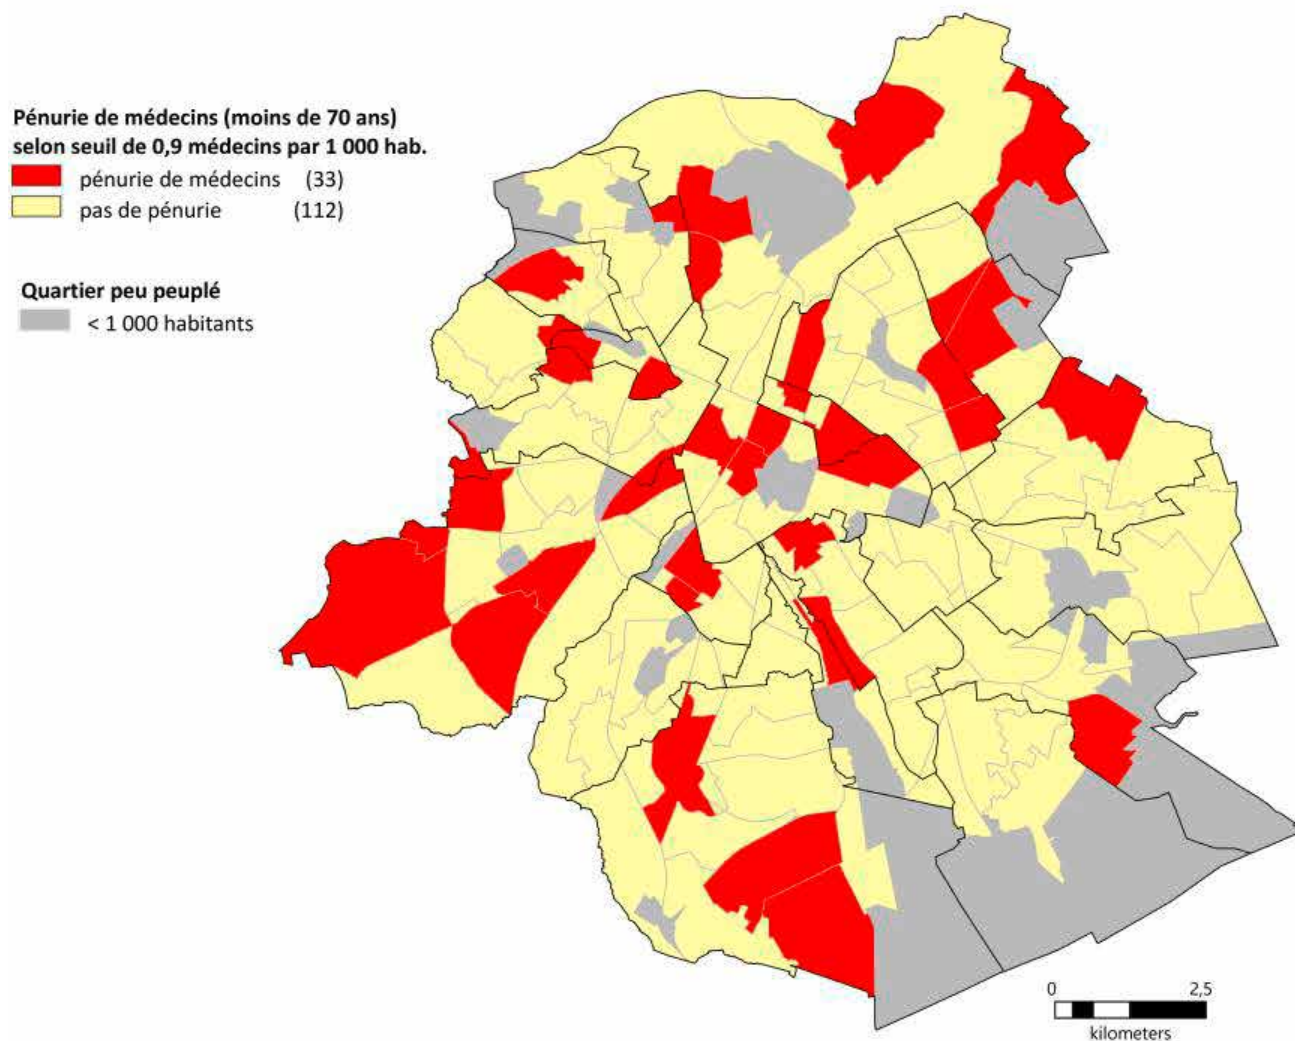 Pénurie de médecins (moins de 70 ans)
selon seuil de 0,9 médecins par 1 000 hab.
pénurie de médecins (33)
pas de pénurie (112)
Quartier peu peuplé
< 1 000 habitants
0 2,5
kilometers